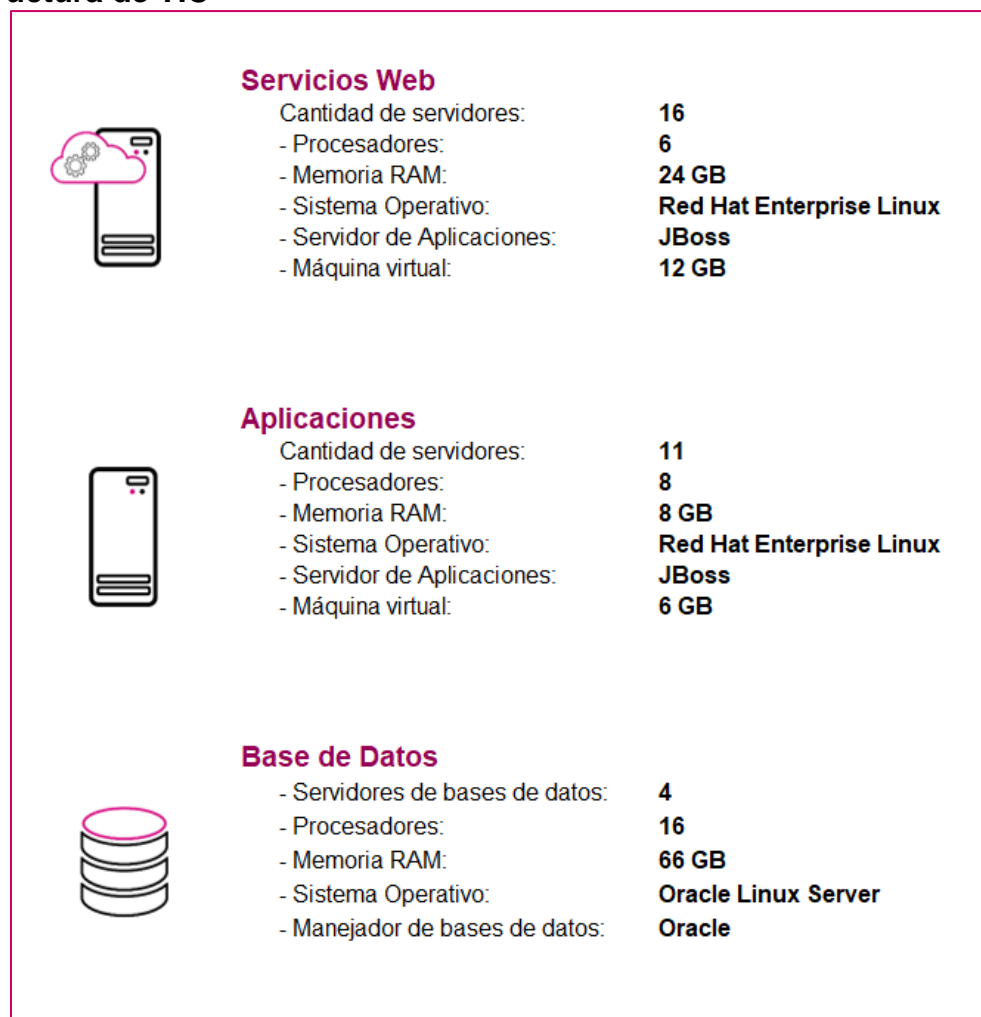 Servicios Web
Cantidad de servidores: 16
- Procesadores: 6
- Memoria RAM: 24 GB
- Sistema Operativo: Red Hat Enterprise Linux
- Servidor de Aplicaciones: JBoss
- Máquina virtual: 12 GB
Aplicaciones
Cantidad de servidores: 11
- Procesadores: 8
- Memoria RAM: 8 GB
- Sistema Operativo: Red Hat Enterprise Linux
- Servidor de Aplicaciones: JBoss
- Máquina virtual: 6 GB
Base de Datos
- Servidores de bases de datos: 4
- Procesadores: 16
- Memoria RAM: 66 GB
- Sistema Operativo: Oracle Linux Server
- Manejador de bases de datos: Oracle